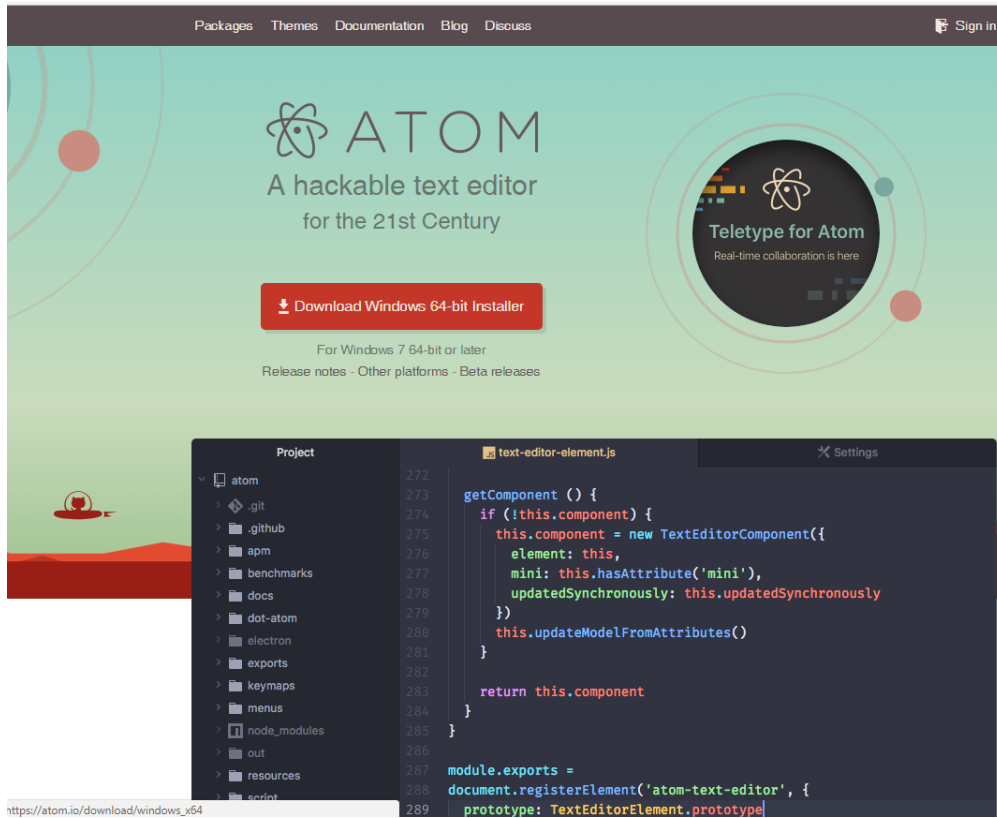 Packages Themes Documentation Blog Discuss
Sign in
ATOM
A hackable text editor
for the 21st Century
Download Windows 64-bit Installer
For Windows 7 64-bit or later
Release notes - Other platforms - Beta releases
Teletype for Atom
Real-time collaboration is here
Project
text-editor-element.js
Settings
atom
.git
.github
apm
benchmarks
docs
dot-atom
electron
exports
keymaps
menus
node_modules
out
resources
script
272
273 getComponent () {
274 if (!this.component) {
275 this.component = new TextEditorComponent({
276 element: this,
277 mini: this.hasAttribute('mini'),
278 updatedSynchronously: this.updatedSynchronously
279 })
280 this.updateModelFromAttributes()
281 }
282
283 return this.component
284 }
285 }
286
287 module.exports =
288 document.registerElement('atom-text-editor', {
289 prototype: TextEditorElement.prototype
https://atom.io/download/windows_x64